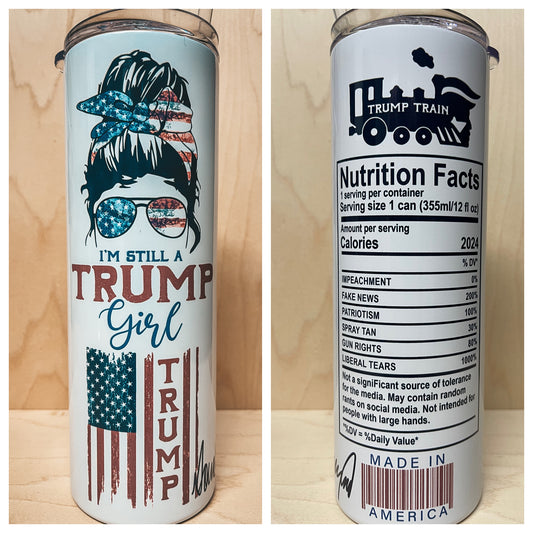 I'M STILL A
TRUMP
Girl
TRUMP
TRUMP TRAIN
Nutrition Facts
1 serving per container
Serving size 1 can (355ml/12 fl oz)
Amount per serving
Calories 2024
% DV*
IMPEACHMENT 0%
FAKE NEWS 200%
PATRIOTISM 100%
SPRAY TAN 30%
GUN RIGHTS 80%
LIBERAL TEARS 1000%
Not a significant source of tolerance
for the media. May contain random
rants on social media. Not intended for
people with large hands.
*%DV = %Daily Value*
MADE IN
AMERICA